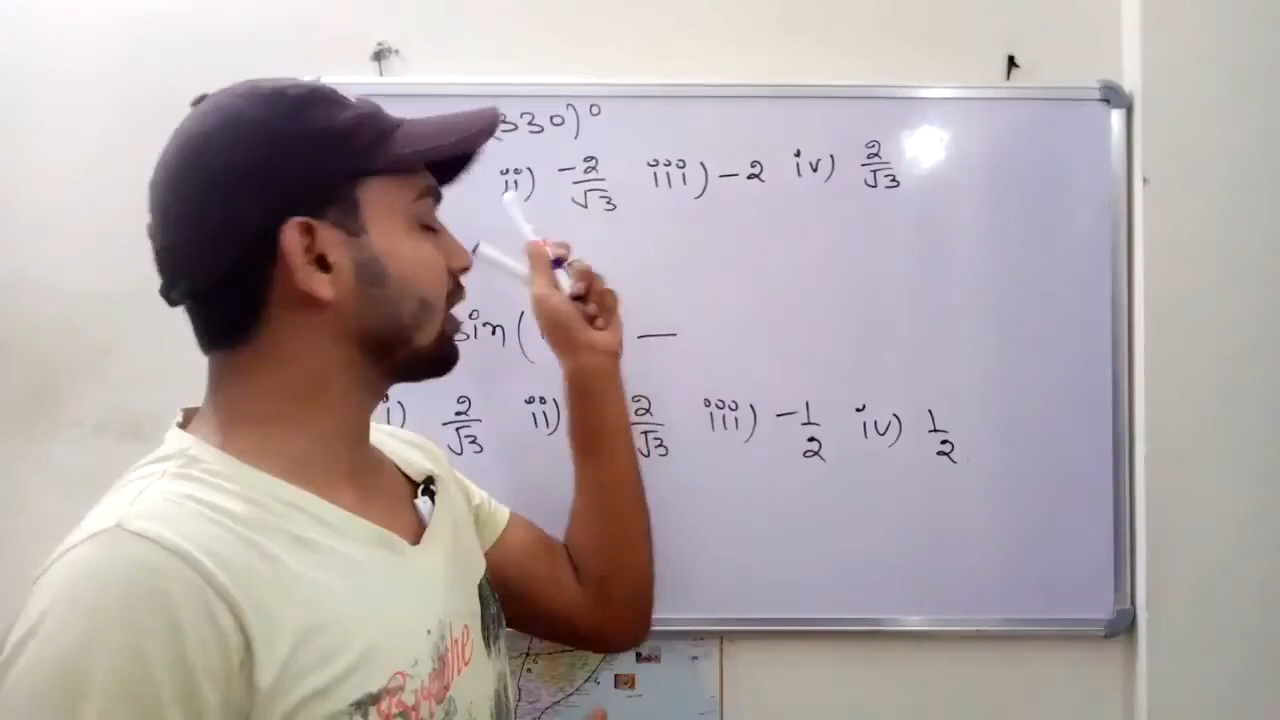 (330)°
ii) -2/√3 iii) -2 iv) 2/√3
sin( —
i) 2/√3 ii) 2/√3 iii) -1/2 iv) 1/2